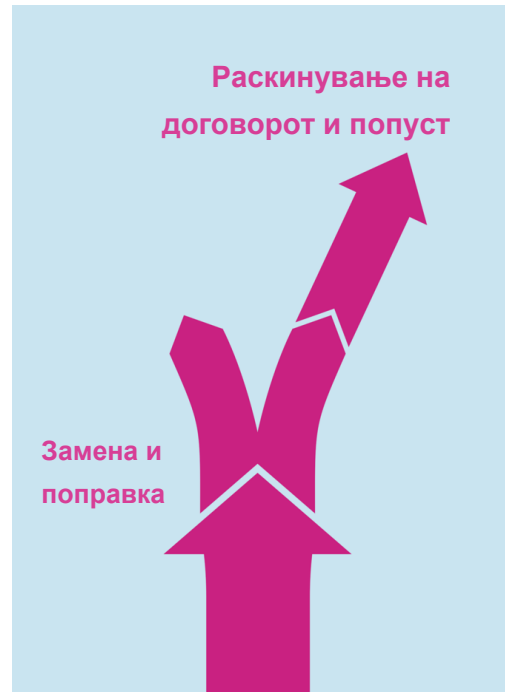 Раскинување на
договорот и попуст
Замена и
поправка